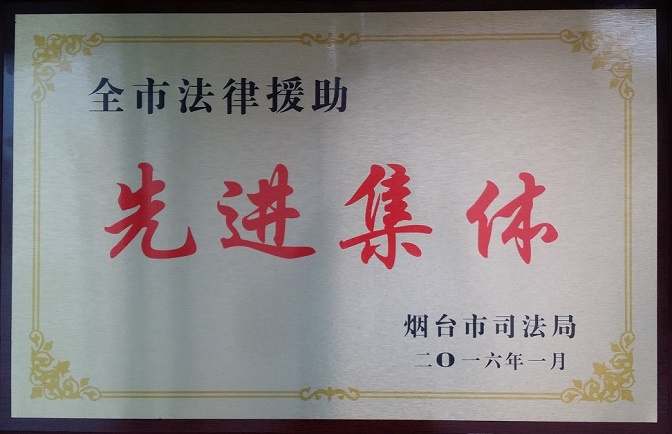 全市法律援助
先进集体
烟台市司法局
二〇一六年一月